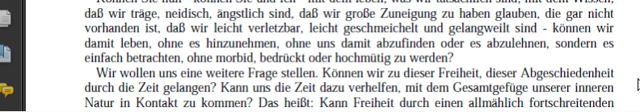 daß wir träge, neidisch, ängstlich sind, daß wir große Zuneigung zu haben glauben, die gar nicht
vorhanden ist, daß wir leicht verletzbar, leicht geschmeichelt und gelangweilt sind - können wir
damit leben, ohne es hinzunehmen, ohne uns damit abzufinden oder es abzulehnen, sondern es
einfach betrachten, ohne morbid, bedrückt oder hochmütig zu werden?
Wir wollen uns eine weitere Frage stellen. Können wir zu dieser Freiheit, dieser Abgeschiedenheit
durch die Zeit gelangen? Kann uns die Zeit dazu verhelfen, mit dem Gesamtgefüge unserer inneren
Natur in Kontakt zu kommen? Das heißt: Kann Freiheit durch einen allmählich fortschreitenden